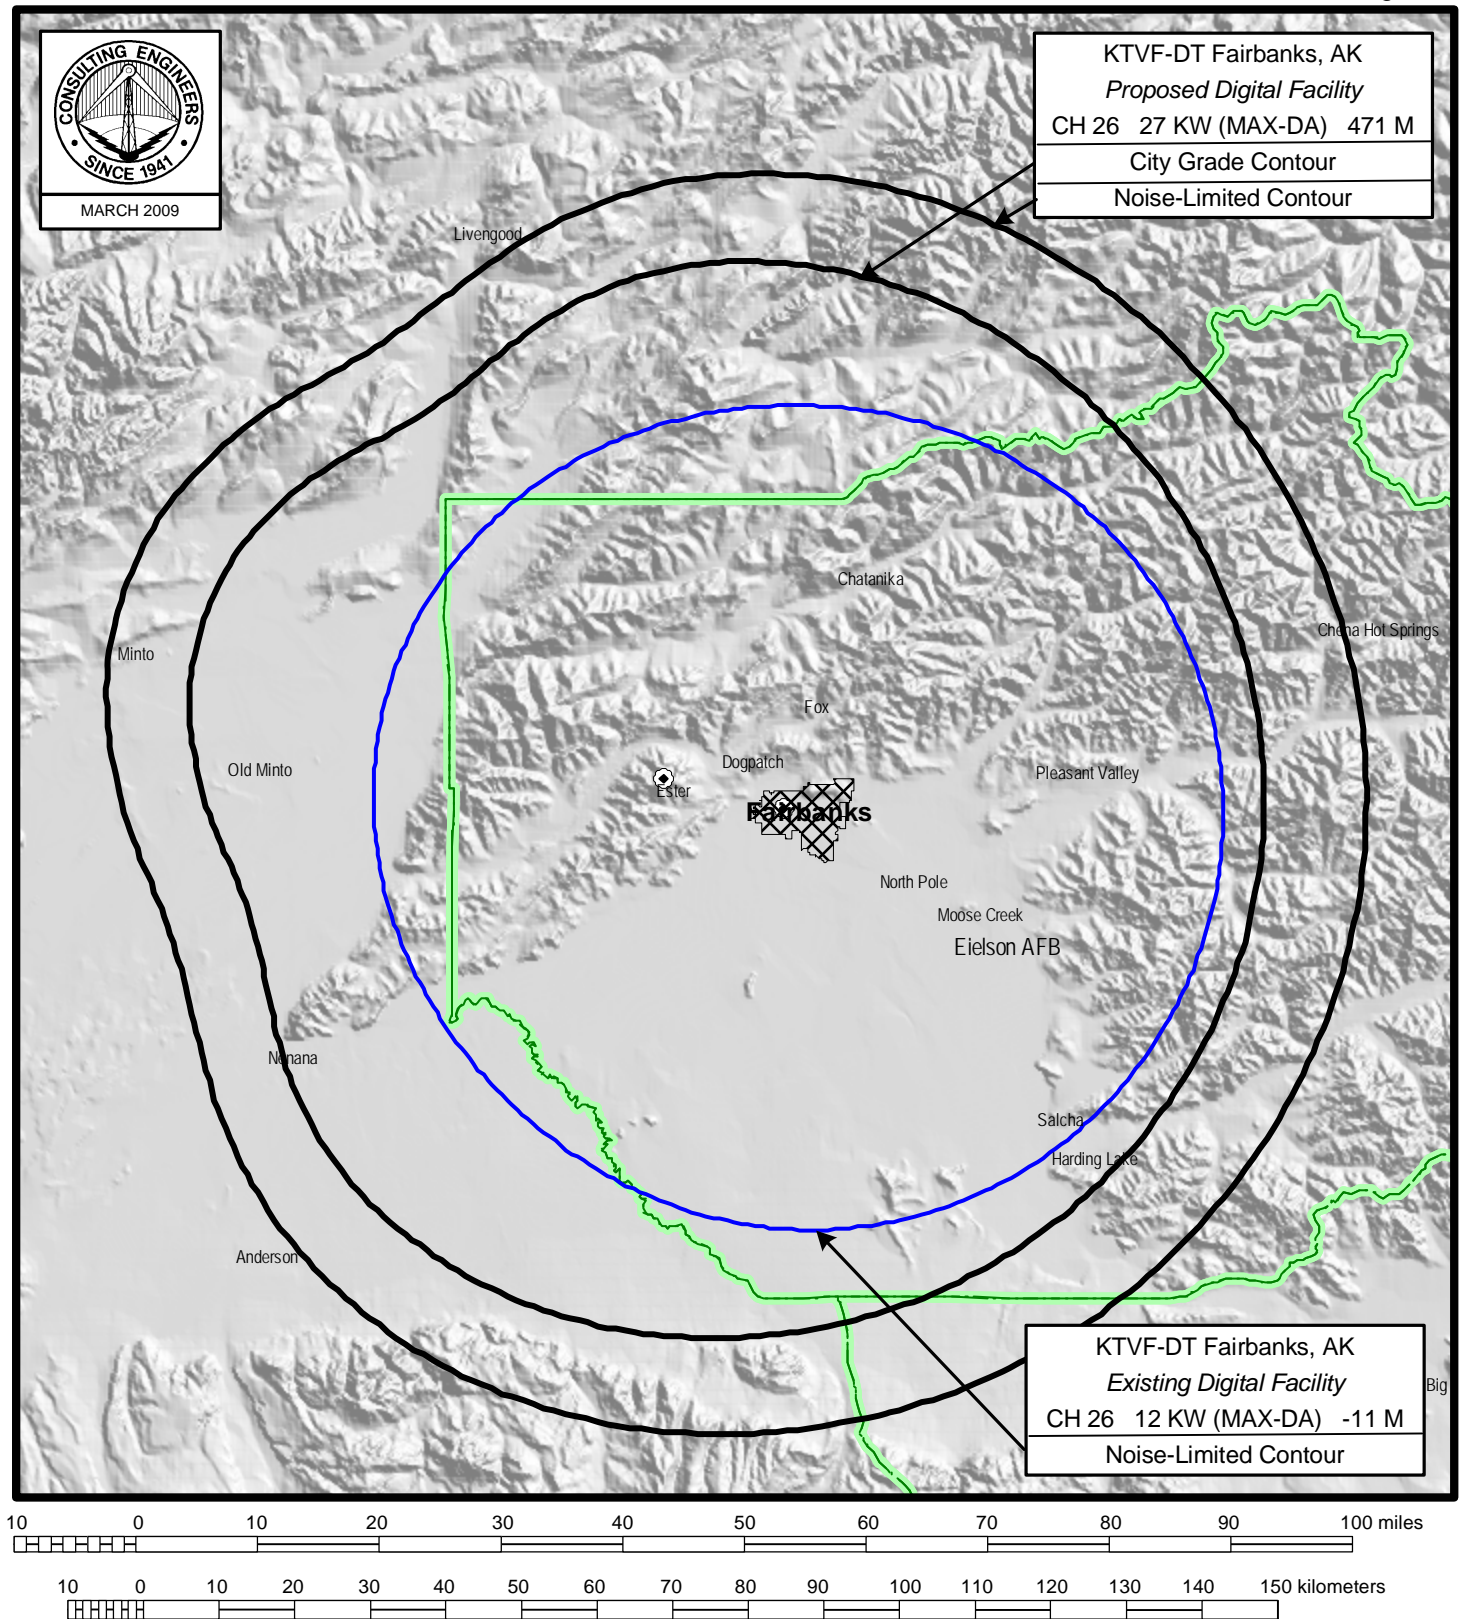 CONSULTING ENGINEERS
SINCE 1941
MARCH 2009
KTVF-DT Fairbanks, AK
Proposed Digital Facility
CH 26 27 KW (MAX-DA) 471 M
City Grade Contour
Noise-Limited Contour
Livengood
Chatanika
Chena Hot Springs
Minto
Fox
Dogpatch
Old Minto
Pleasant Valley
Ester
Fairbanks
North Pole
Moose Creek
Eielson AFB
Nenana
Salcha
Harding Lake
Anderson
KTVF-DT Fairbanks, AK
Existing Digital Facility
CH 26 12 KW (MAX-DA) -11 M
Noise-Limited Contour
Big
10 0 10 20 30 40 50 60 70 80 90 100 miles
10 0 10 20 30 40 50 60 70 80 90 100 110 120 130 140 150 kilometers